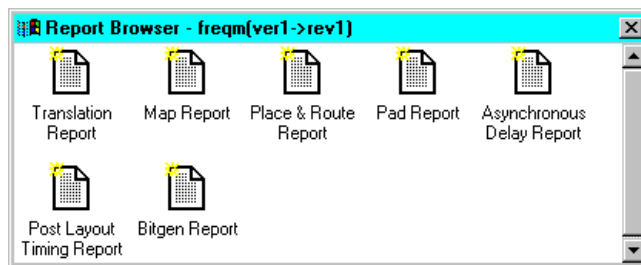 Report Browser - freqm(ver1->rev1)
Translation Report
Map Report
Place & Route Report
Pad Report
Asynchronous Delay Report
Post Layout Timing Report
Bitgen Report